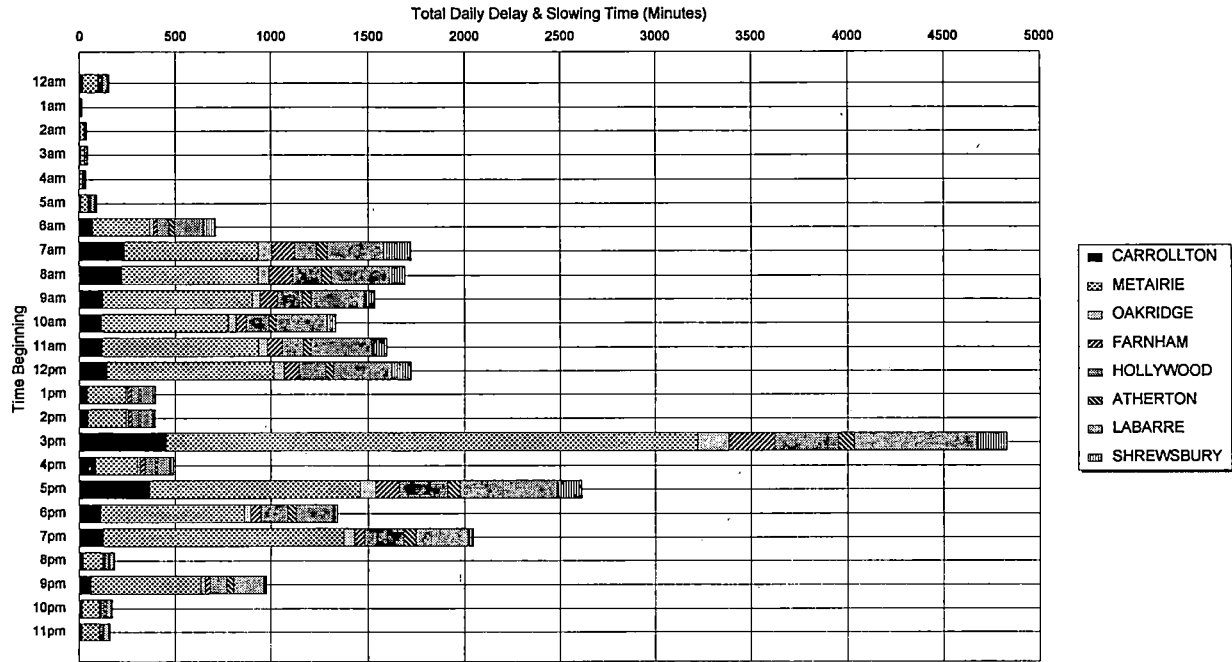 Total Daily Delay & Slowing Time (Minutes)
0 500 1000 1500 2000 2500 3000 3500 4000 4500 5000
Time Beginning
12am
1am
2am
3am
4am
5am
6am
7am
8am
9am
10am
11am
12pm
1pm
2pm
3pm
4pm
5pm
6pm
7pm
8pm
9pm
10pm
11pm
CARROLLTON
METAIRIE
OAKRIDGE
FARNHAM
HOLLYWOOD
ATHERTON
LABARRE
SHREWSBURY